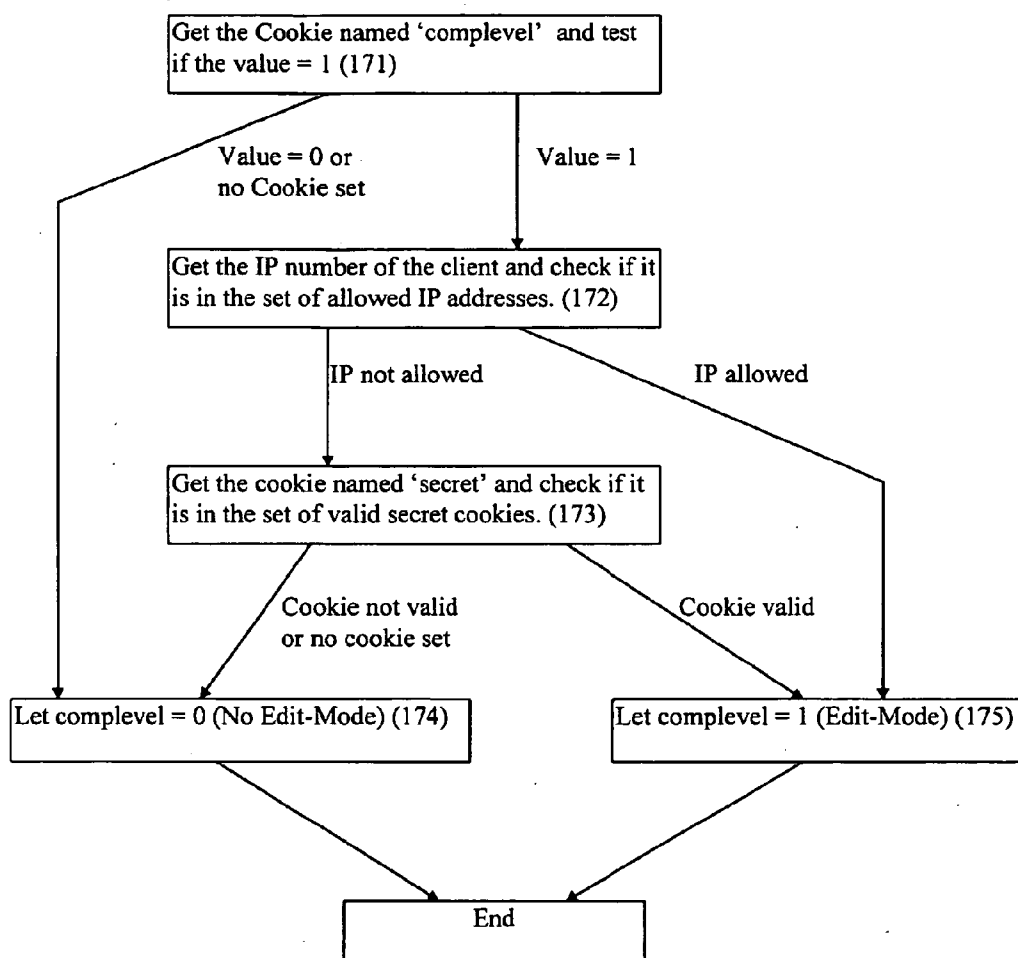 Get the Cookie named ‘complevel’ and test
if the value = 1 (171)
Value = 0 or
no Cookie set
Value = 1
Get the IP number of the client and check if it
is in the set of allowed IP addresses. (172)
IP not allowed
IP allowed
Get the cookie named ‘secret’ and check if it
is in the set of valid secret cookies. (173)
Cookie not valid
or no cookie set
Cookie valid
Let complevel = 0 (No Edit-Mode) (174)
Let complevel = 1 (Edit-Mode) (175)
End